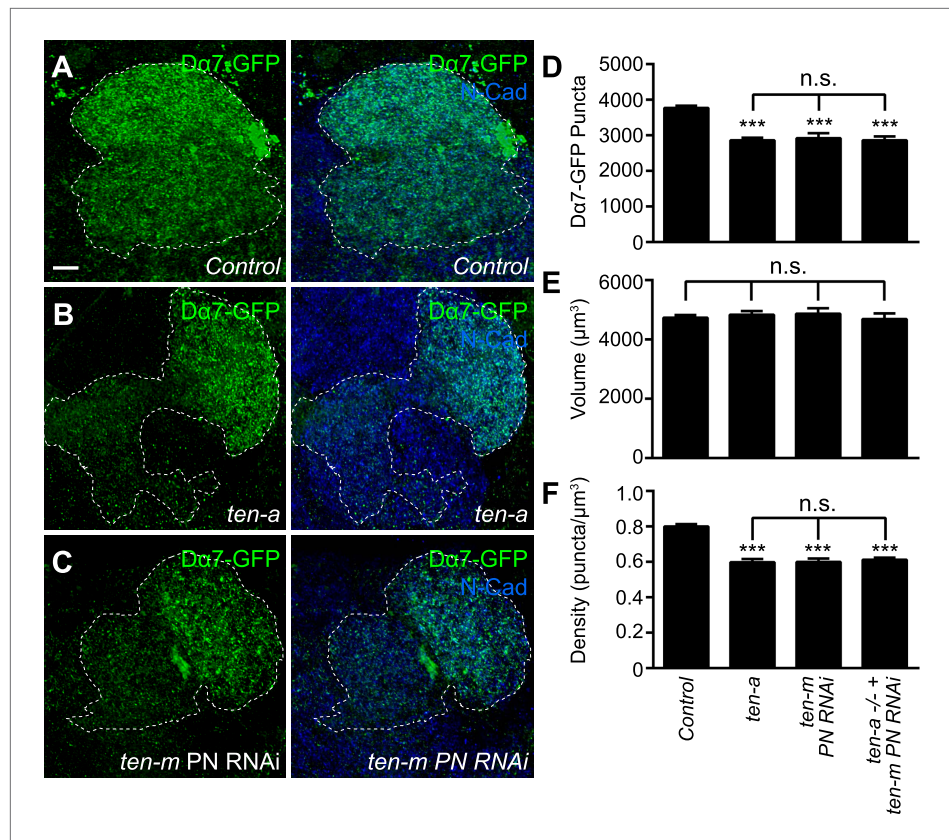 A
Dα7-GFP
Control
Dα7-GFP
N-Cad
Control
B
Dα7-GFP
ten-a
Dα7-GFP
N-Cad
ten-a
C
Dα7-GFP
ten-m PN RNAi
Dα7-GFP
N-Cad
ten-m PN RNAi
D
Dα7-GFP Puncta
5000
4000
3000
2000
1000
0
n.s.
*** *** ***
E
Volume (µm³)
6000
4000
2000
0
n.s.
F
Density (puncta/µm³)
1.0
0.8
0.6
0.4
0.2
0
n.s.
*** *** ***
Control
ten-a
ten-m
PN RNAi
ten-a -/- +
ten-m PN RNAi